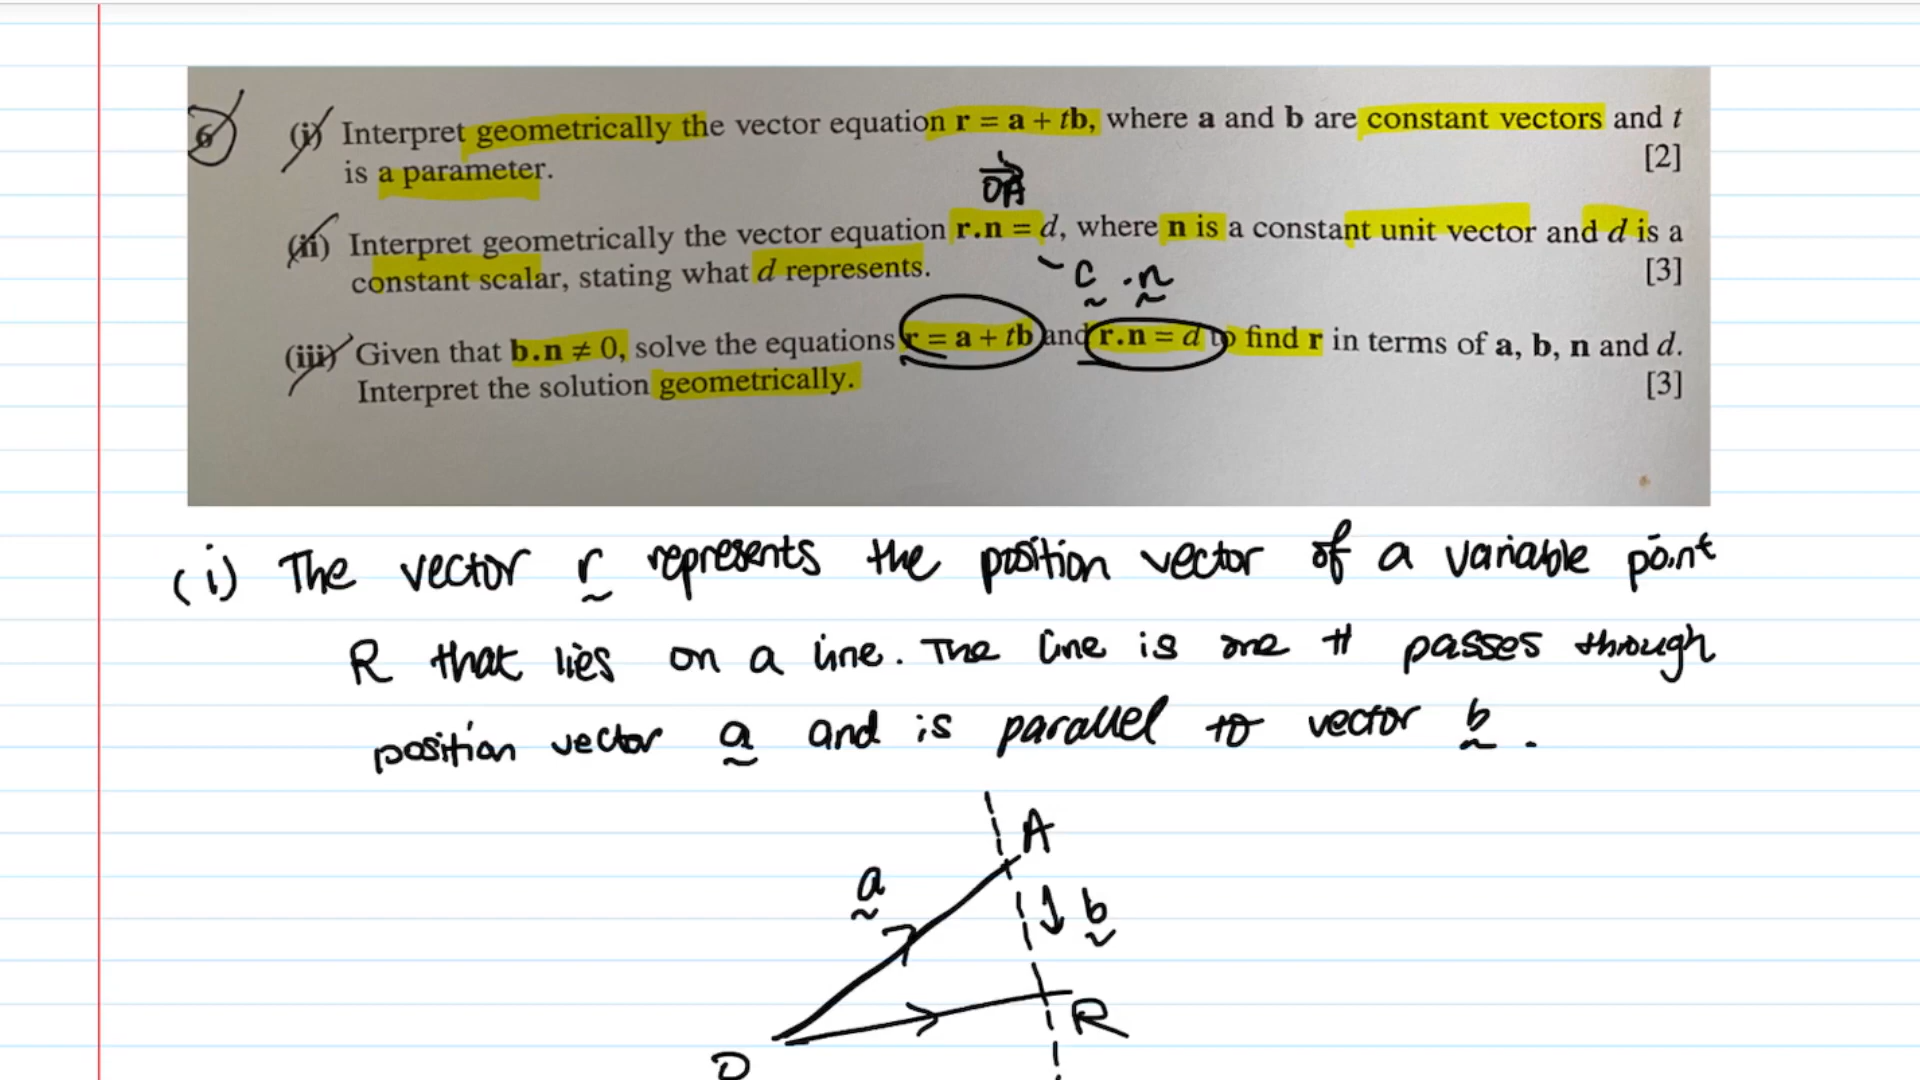 6 (i) Interpret geometrically the vector equation r = a + tb, where a and b are constant vectors and t
is a parameter. [2]
OA
(ii) Interpret geometrically the vector equation r.n = d, where n is a constant unit vector and d is a
constant scalar, stating what d represents. [3]
c . n
(iii) Given that b.n ≠ 0, solve the equations r = a + tb and r.n = d to find r in terms of a, b, n and d.
Interpret the solution geometrically. [3]
(i) The vector r represents the position vector of a variable point
R that lies on a line. The line is one tt passes through
position vector a and is parallel to vector b.
A
a
b
R
O